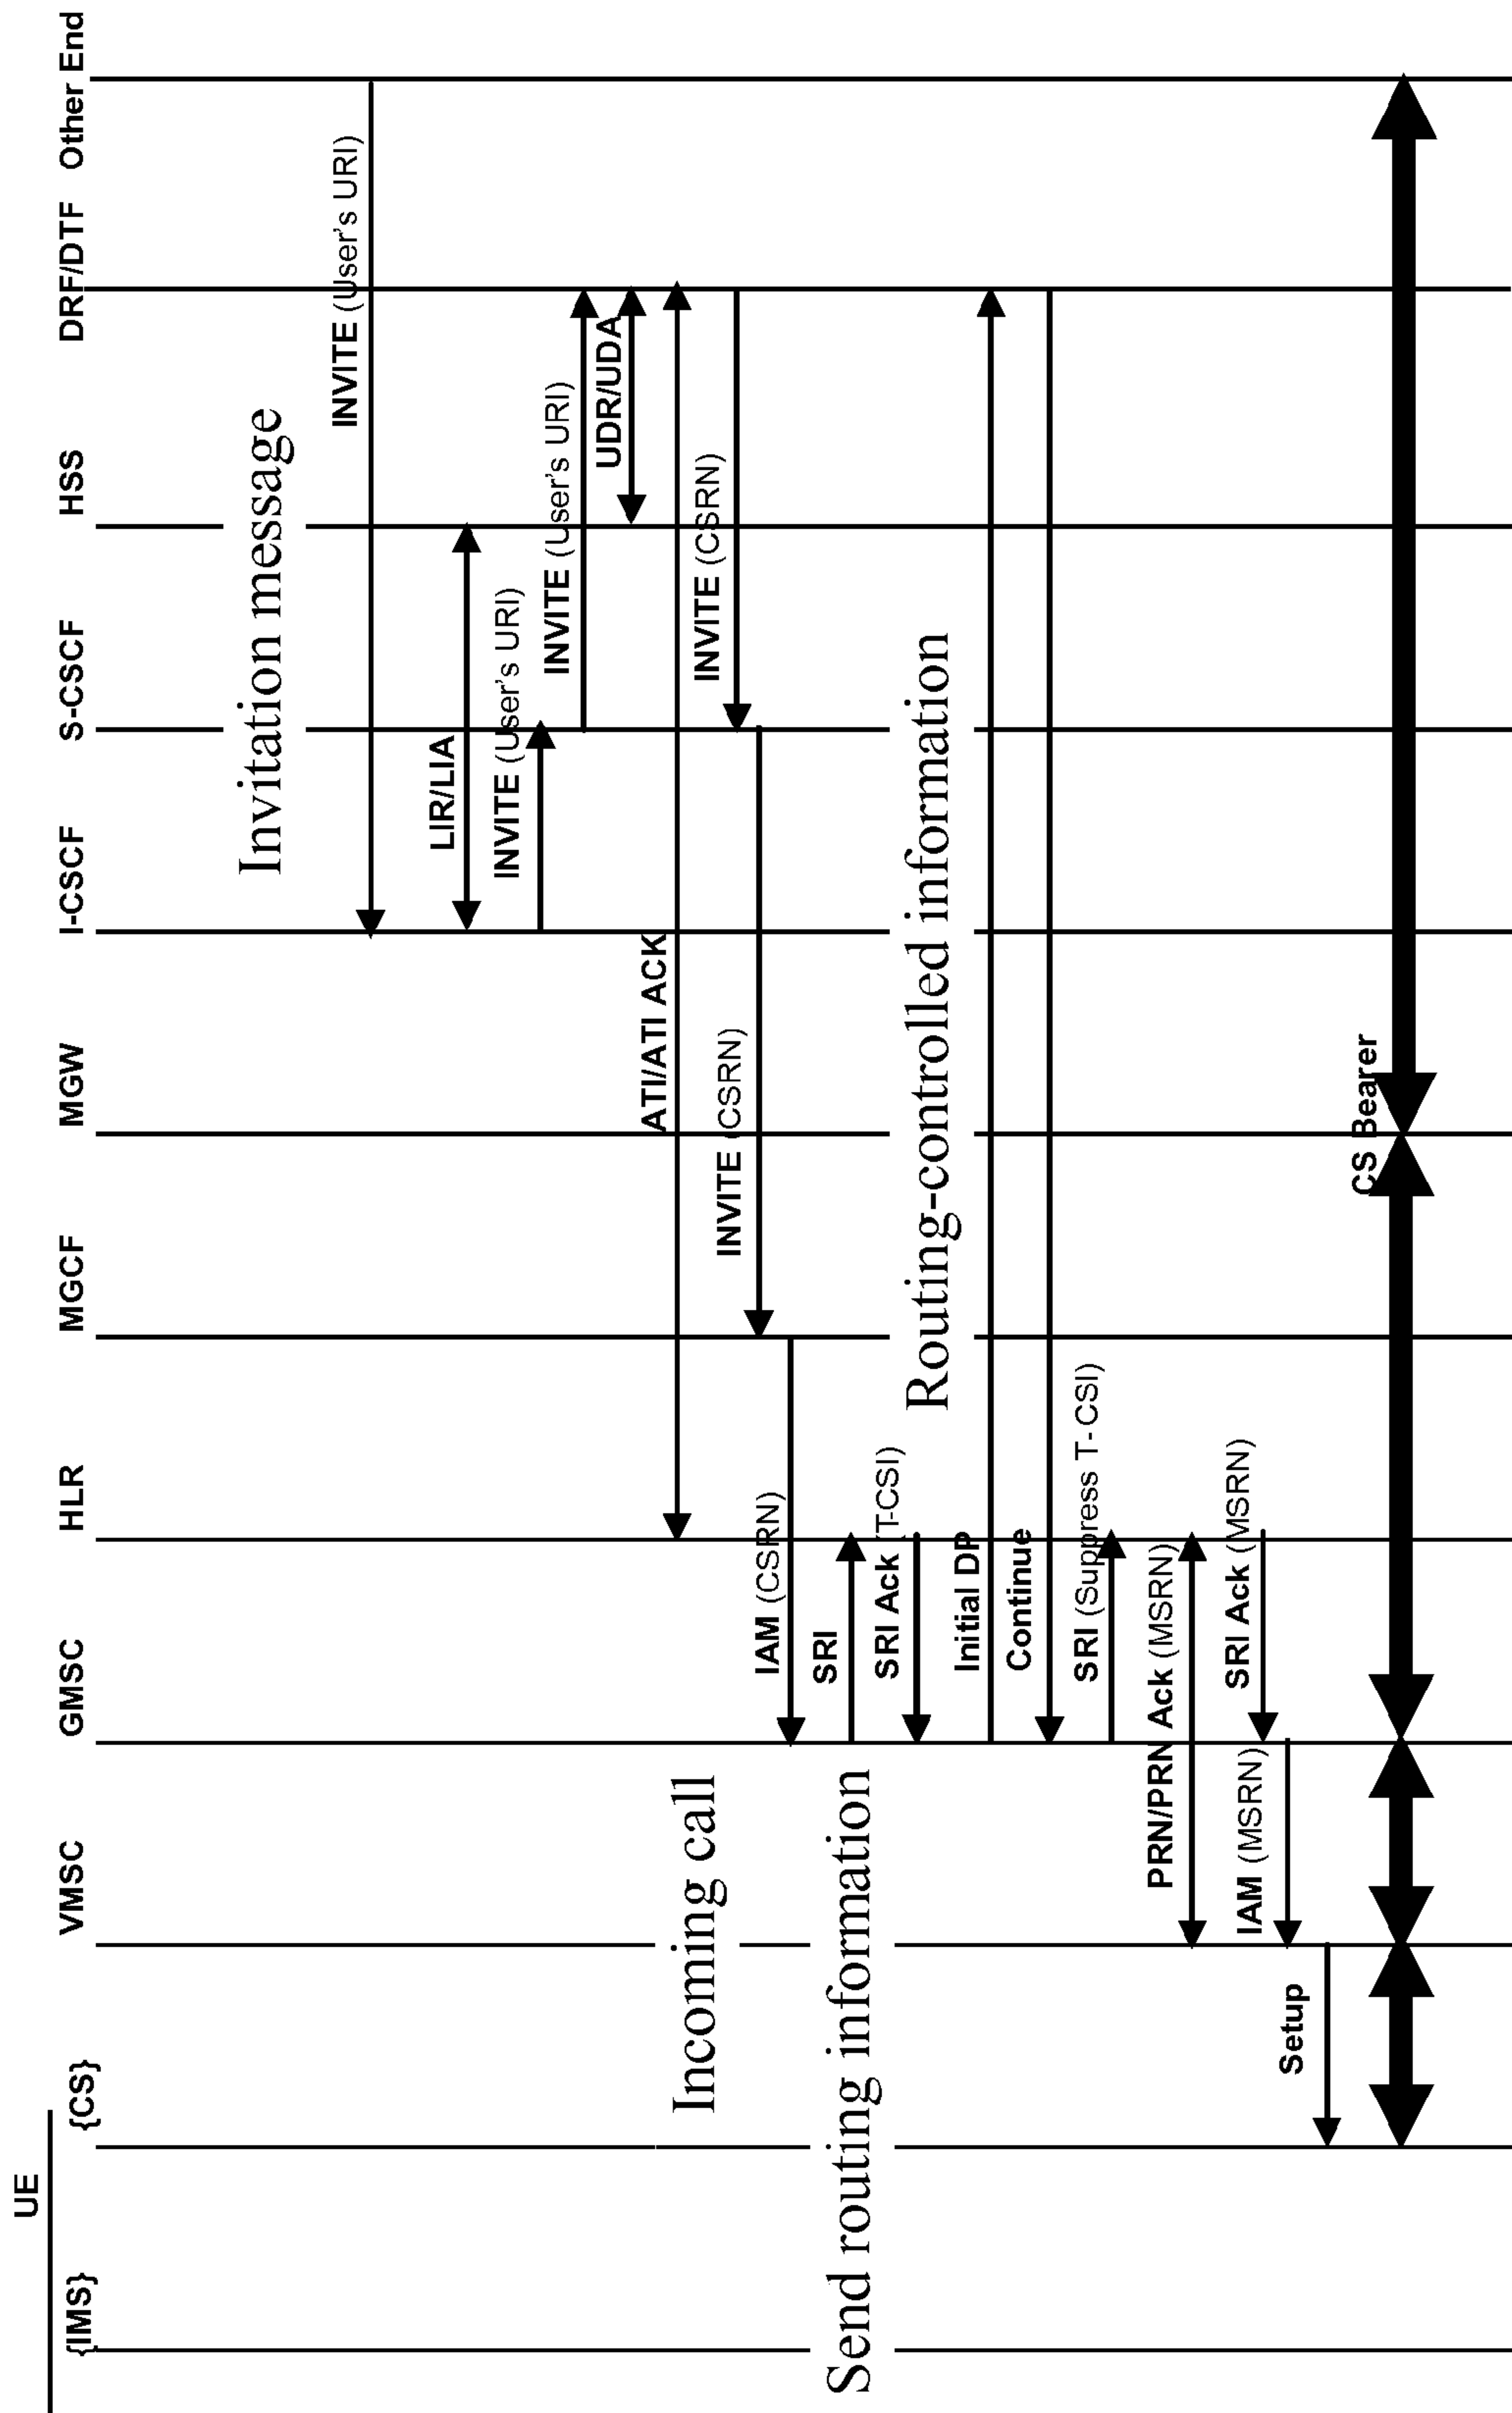 UE
{IMS}
{CS}
VMSC
GMSC
HLR
MGCF
MGW
I-CSCF
S-CSCF
HSS
DRF/DTF
Other End
Invitation message
INVITE (User's URI)
LIR/LIA
INVITE (User's URI)
INVITE (User's URI)
UDR/UDA
ATI/ATI ACK
Incoming call
INVITE (CSRN)
INVITE (CSRN)
IAM (CSRN)
SRI
Send routing information
SRI Ack (T-CSI)
Routing-controlled information
Initial DP
Continue
SRI (Suppress T- CSI)
PRN/PRN Ack (MSRN)
SRI Ack (MSRN)
IAM (MSRN)
Setup
CS Bearer